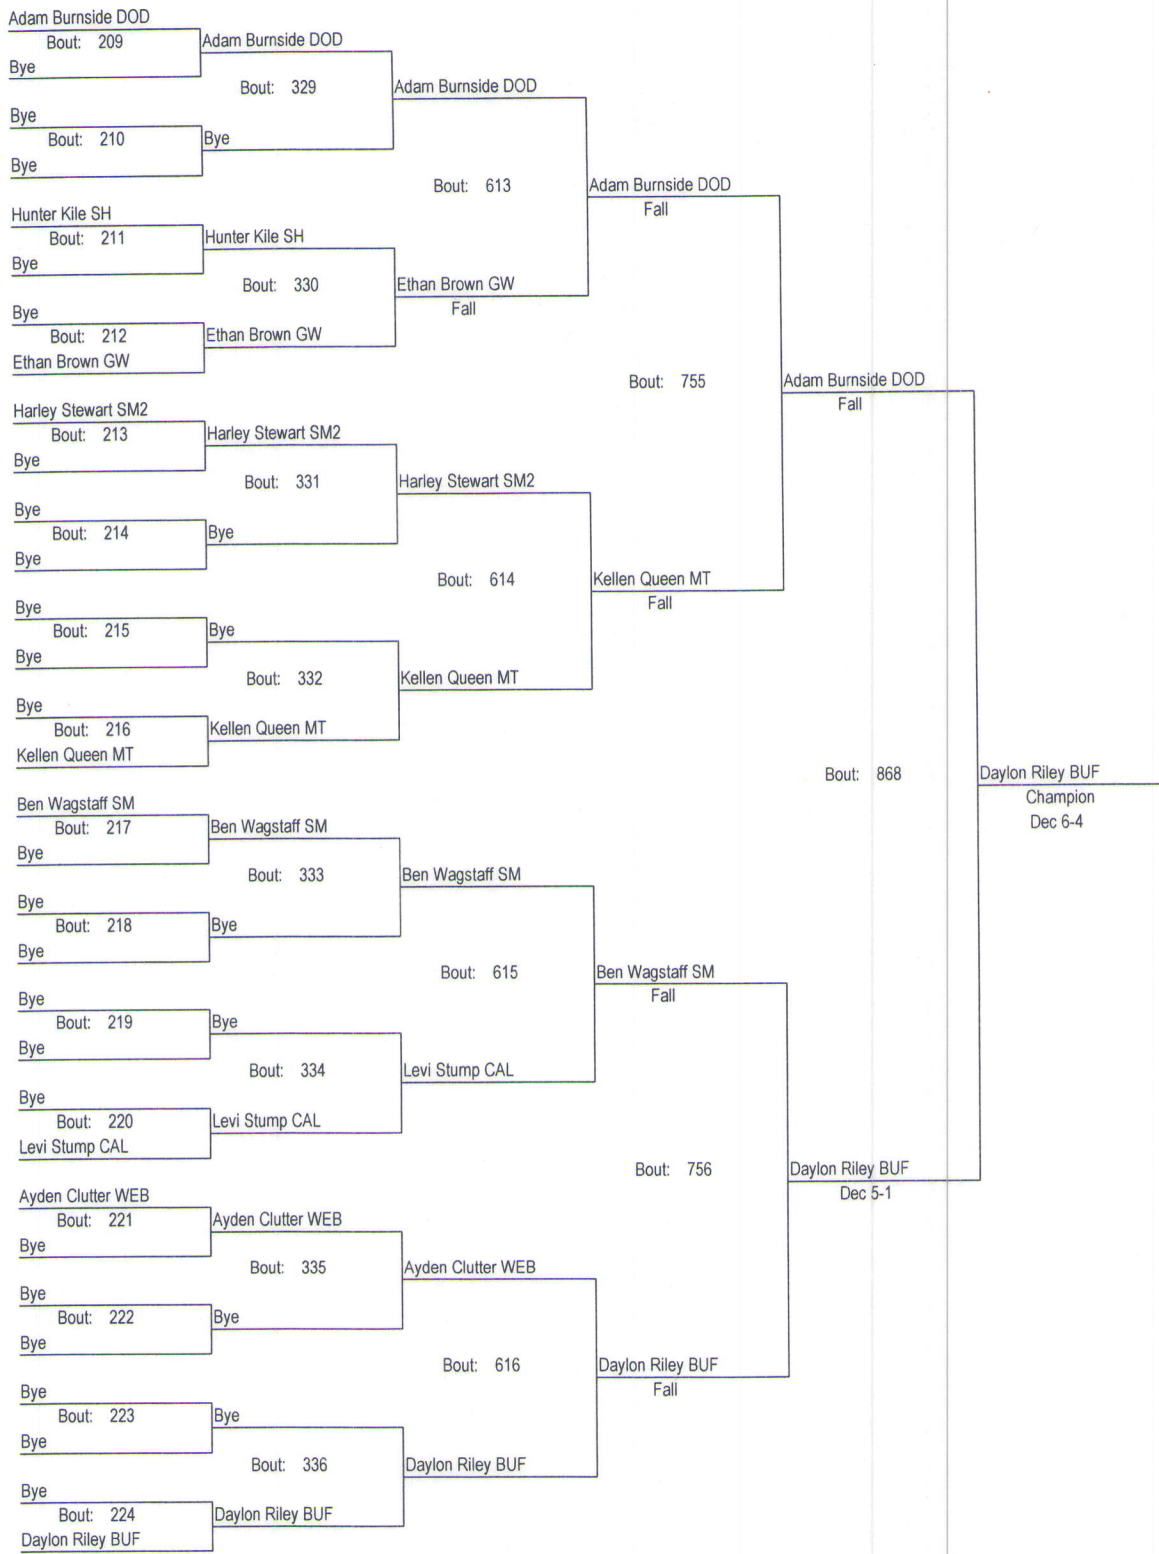 Adam Burnside DOD
Bout: 209
Bye
Adam Burnside DOD
Bout: 329
Bye
Bout: 210
Bye
Bye
Adam Burnside DOD
Bout: 613
Hunter Kile SH
Bout: 211
Bye
Hunter Kile SH
Bout: 330
Bye
Bout: 212
Ethan Brown GW
Ethan Brown GW
Ethan Brown GW
Fall
Adam Burnside DOD
Fall
Bout: 755
Harley Stewart SM2
Bout: 213
Bye
Harley Stewart SM2
Bout: 331
Bye
Bout: 214
Bye
Bye
Harley Stewart SM2
Bout: 614
Bye
Bout: 215
Bye
Bye
Bout: 332
Bye
Bout: 216
Kellen Queen MT
Kellen Queen MT
Kellen Queen MT
Kellen Queen MT
Fall
Adam Burnside DOD
Fall
Bout: 868
Ben Wagstaff SM
Bout: 217
Bye
Ben Wagstaff SM
Bout: 333
Bye
Bout: 218
Bye
Bye
Ben Wagstaff SM
Bout: 615
Bye
Bout: 219
Bye
Bye
Bout: 334
Bye
Bout: 220
Levi Stump CAL
Levi Stump CAL
Levi Stump CAL
Ben Wagstaff SM
Fall
Bout: 756
Ayden Clutter WEB
Bout: 221
Bye
Ayden Clutter WEB
Bout: 335
Bye
Bout: 222
Bye
Bye
Ayden Clutter WEB
Bout: 616
Bye
Bout: 223
Bye
Bye
Bout: 336
Bye
Bout: 224
Daylon Riley BUF
Daylon Riley BUF
Daylon Riley BUF
Daylon Riley BUF
Fall
Daylon Riley BUF
Dec 5-1
Daylon Riley BUF
Champion
Dec 6-4